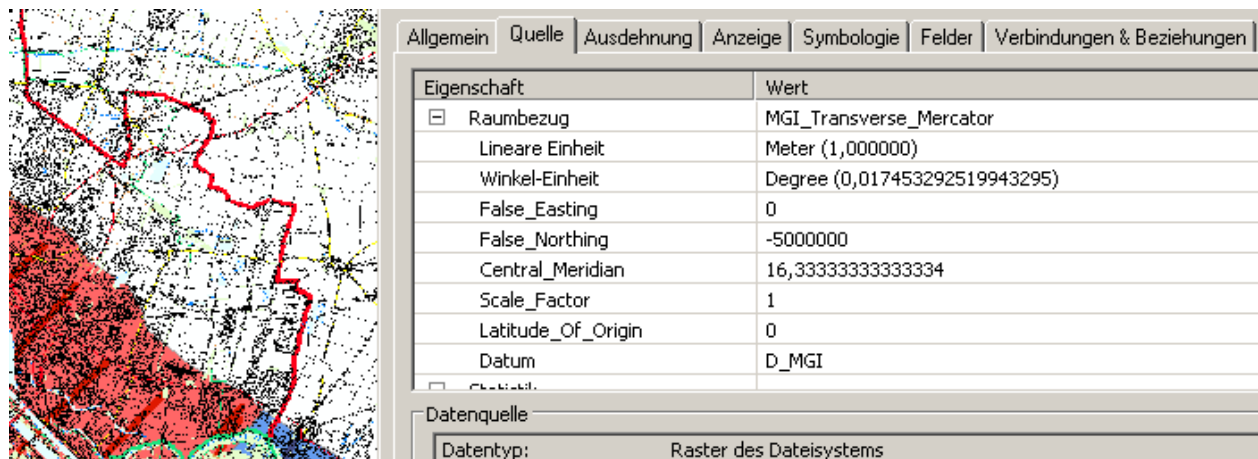 Allgemein Quelle Ausdehnung Anzeige Symbologie Felder Verbindungen & Beziehungen
Eigenschaft Wert
Raumbezug MGI_Transverse_Mercator
Lineare Einheit Meter (1,000000)
Winkel-Einheit Degree (0,017453292519943295)
False_Easting 0
False_Northing -5000000
Central_Meridian 16,33333333333334
Scale_Factor 1
Latitude_Of_Origin 0
Datum D_MGI
Statistik
Datenquelle
Datentyp: Raster des Dateisystems